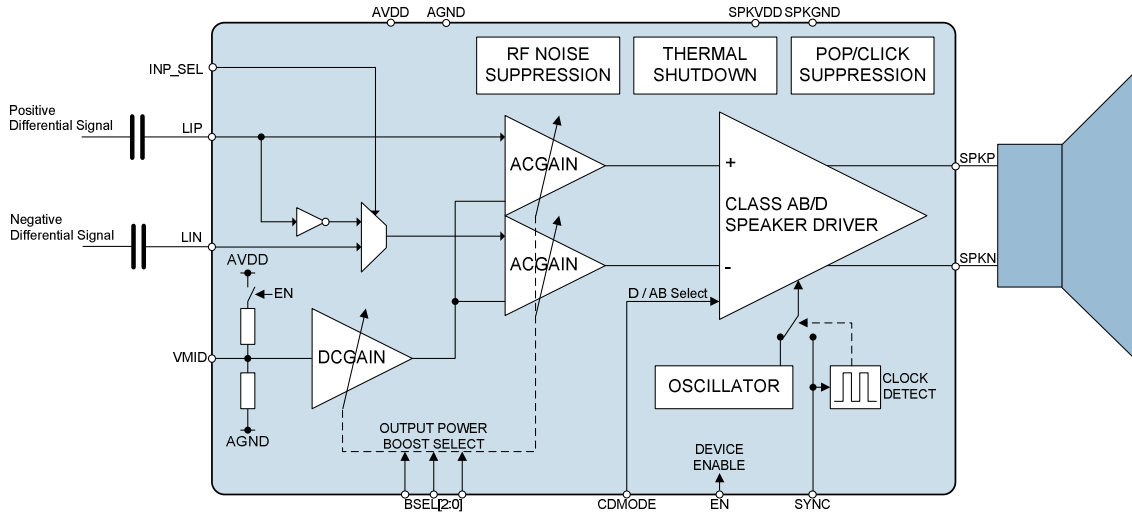 AVDD
AGND
SPKVDD SPKGND
INP_SEL
RF NOISE
SUPPRESSION
THERMAL
SHUTDOWN
POP/CLICK
SUPPRESSION
Positive
Differential Signal
LIP
ACGAIN
+
SPKP
CLASS AB/D
SPEAKER DRIVER
Negative
Differential Signal
LIN
ACGAIN
-
SPKN
AVDD
EN
D / AB Select
VMID
DCGAIN
OSCILLATOR
CLOCK
DETECT
AGND
OUTPUT POWER
BOOST SELECT
DEVICE
ENABLE
BSEL[2:0]
CDMODE
EN
SYNC